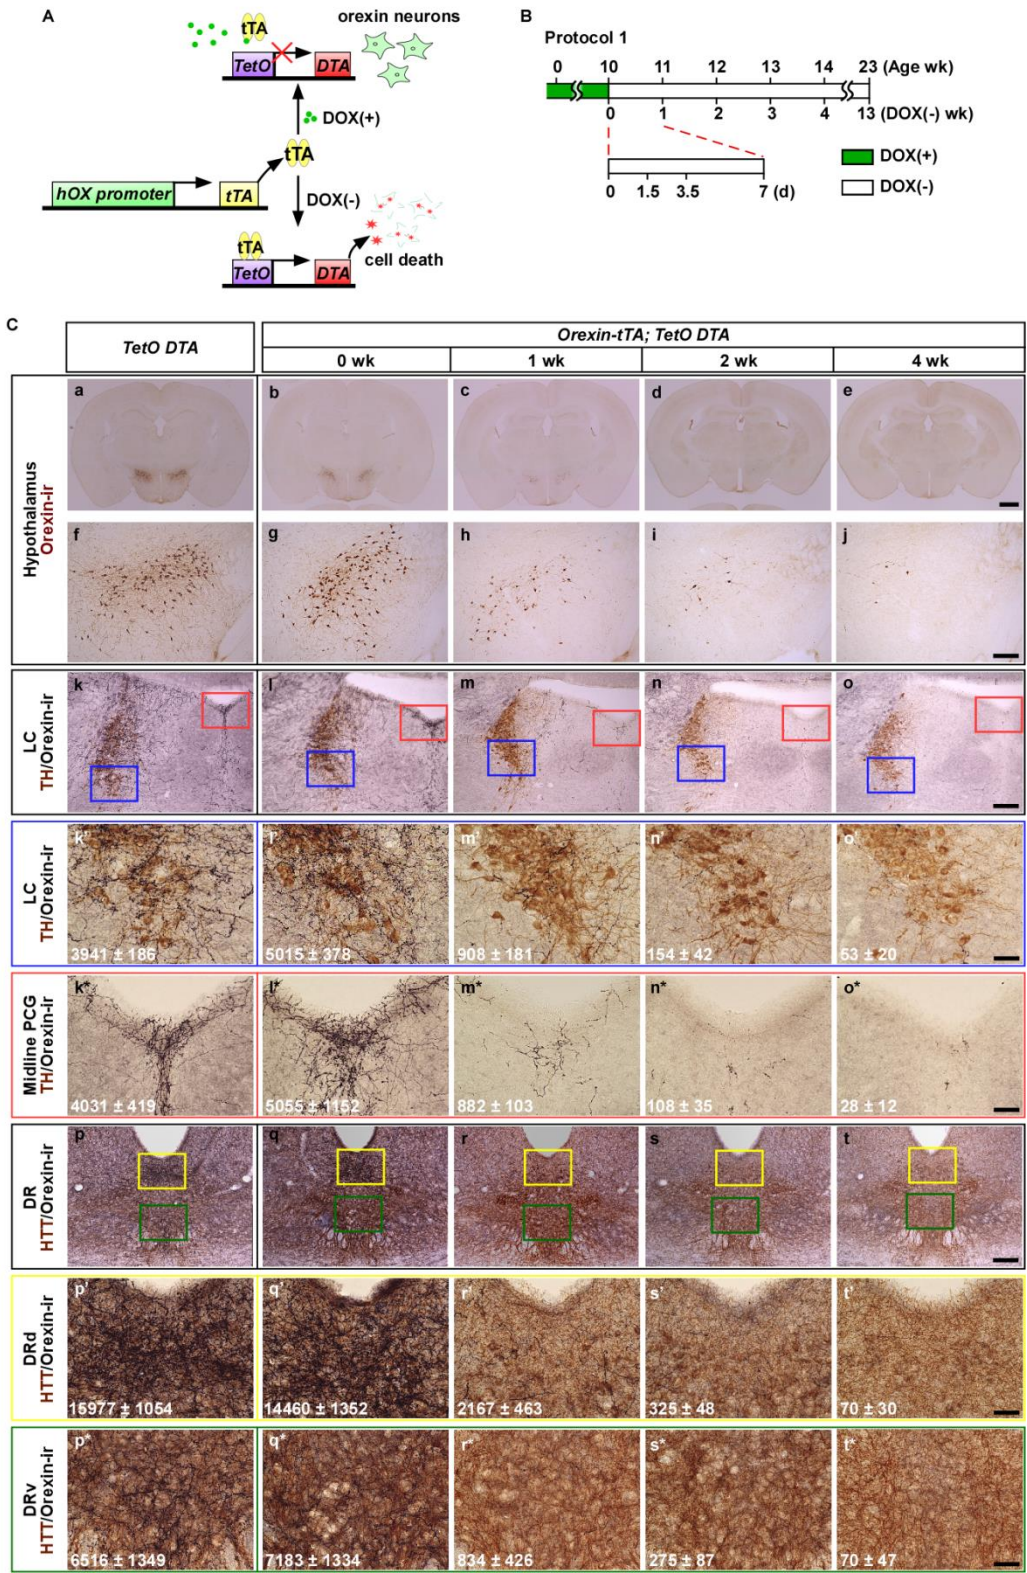 A
tTA
orexin neurons
TetO
DTA
DOX(+)
tTA
hOX promoter
tTA
DOX(-)
tTA
TetO
DTA
cell death
B
Protocol 1
0 10 11 12 13 14 23 (Age wk)
0 1 2 3 4 13 (DOX(-) wk)
0 1.5 3.5 7 (d)
DOX(+)
DOX(-)
C
TetO DTA
Orexin-tTA; TetO DTA
0 wk 1 wk 2 wk 4 wk
Hypothalamus
Orexin-ir
a b c d e
f g h i j
LC
TH/Orexin-ir
k l m n o
LC
TH/Orexin-ir
k' l' m' n' o'
3941 ± 186 5015 ± 378 908 ± 181 154 ± 42 53 ± 20
Midline PCG
TH/Orexin-ir
k* l* m* n* o*
4031 ± 419 5055 ± 1152 882 ± 103 108 ± 35 28 ± 12
DR
HTT/Orexin-ir
p q r s t
DRd
HTT/Orexin-ir
p' q' r' s' t'
15977 ± 1054 14460 ± 1352 2167 ± 463 325 ± 48 70 ± 30
DRv
HTT/Orexin-ir
p* q* r* s* t*
6516 ± 1349 7183 ± 1334 834 ± 426 275 ± 87 70 ± 47